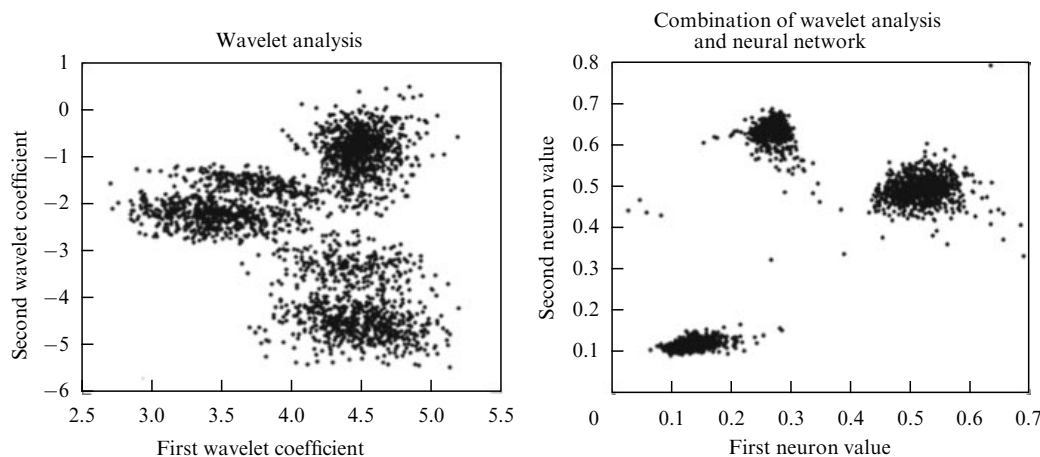 Wavelet analysis
1
0
−1
−2
−3
−4
−5
−6
Second wavelet coefficient
2.5 3.0 3.5 4.0 4.5 5.0 5.5
First wavelet coefficient
Combination of wavelet analysis
and neural network
0.8
0.7
0.6
0.5
0.4
0.3
0.2
0.1
Second neuron value
0 0.1 0.2 0.3 0.4 0.5 0.6 0.7
First neuron value